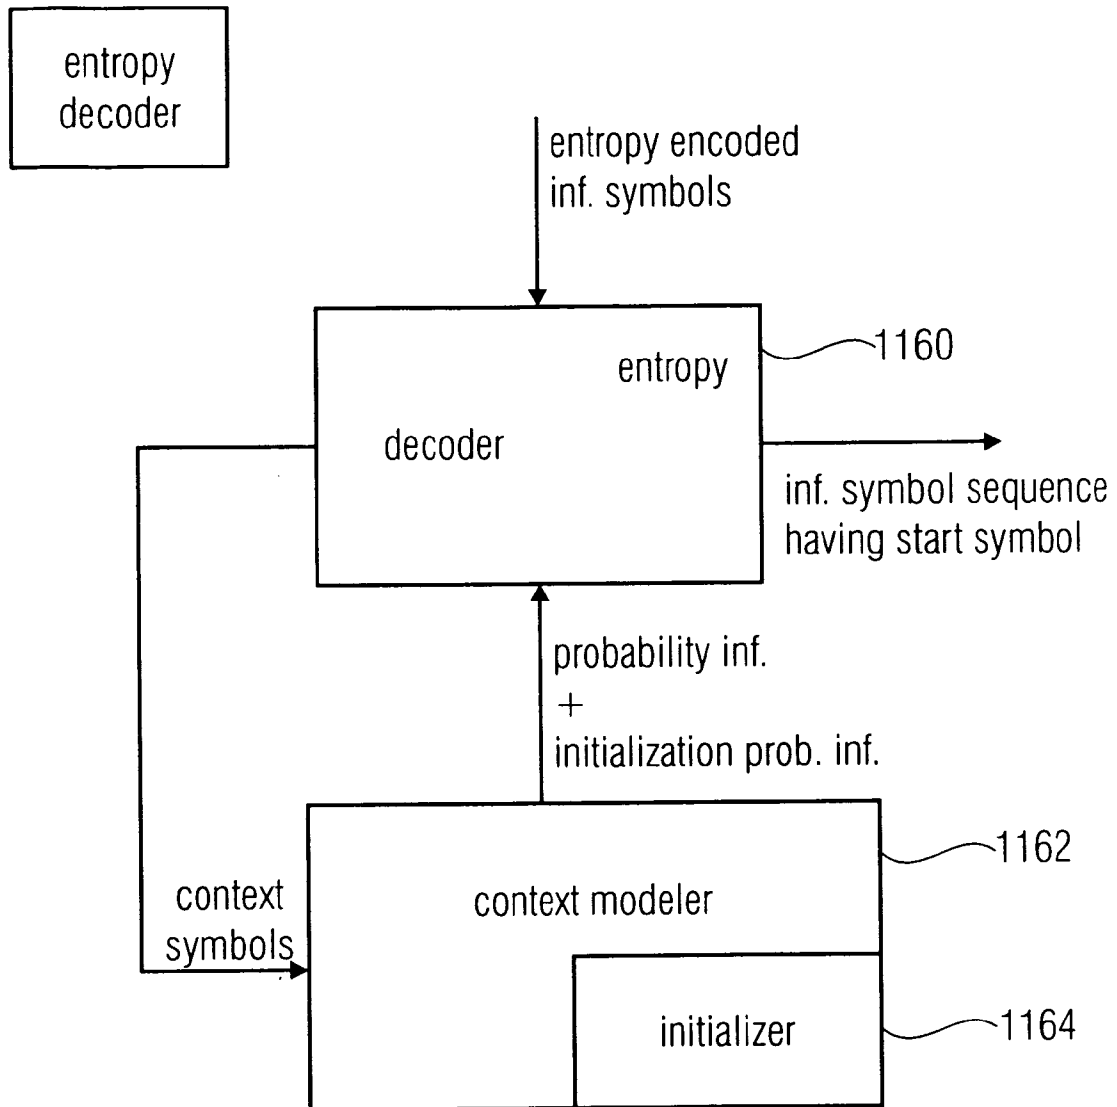 entropy
decoder
entropy encoded
inf. symbols
1160
entropy
decoder
inf. symbol sequence
having start symbol
probability inf.
+
initialization prob. inf.
1162
context
symbols
context modeler
initializer
1164